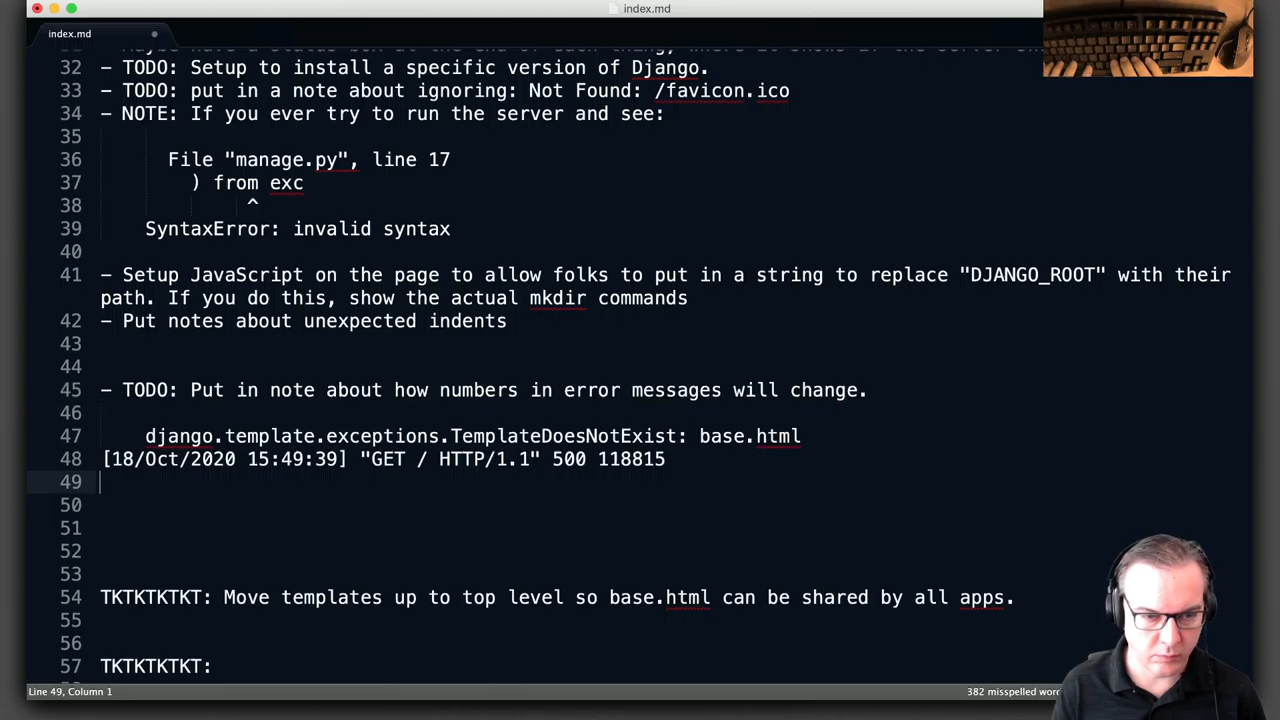 index.md
index.md
32 - TODO: Setup to install a specific version of Django.
33 - TODO: put in a note about ignoring: Not Found: /favicon.ico
34 - NOTE: If you ever try to run the server and see:
35
36 File "manage.py", line 17
37 ) from exc
38 ^
39 SyntaxError: invalid syntax
40
41 - Setup JavaScript on the page to allow folks to put in a string to replace "DJANGO_ROOT" with their
path. If you do this, show the actual mkdir commands
42 - Put notes about unexpected indents
43
44
45 - TODO: Put in note about how numbers in error messages will change.
46
47 django.template.exceptions.TemplateDoesNotExist: base.html
48 [18/Oct/2020 15:49:39] "GET / HTTP/1.1" 500 118815
49
50
51
52
53
54 TKTKTKTKT: Move templates up to top level so base.html can be shared by all apps.
55
56
57 TKTKTKTKT:
Line 49, Column 1
382 misspelled